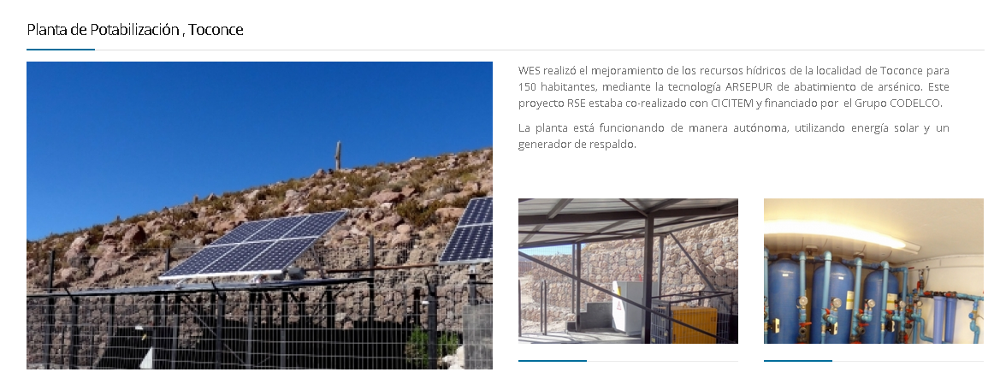 Planta de Potabilización , Toconce
WES realizó el mejoramiento de los recursos hídricos de la localidad de Toconce para
150 habitantes, mediante la tecnología ARSEPUR de abatimiento de arsénico. Este
proyecto RSE estaba co-realizado con CICITEM y financiado por el Grupo CODELCO.
La planta está funcionando de manera autónoma, utilizando energía solar y un
generador de respaldo.